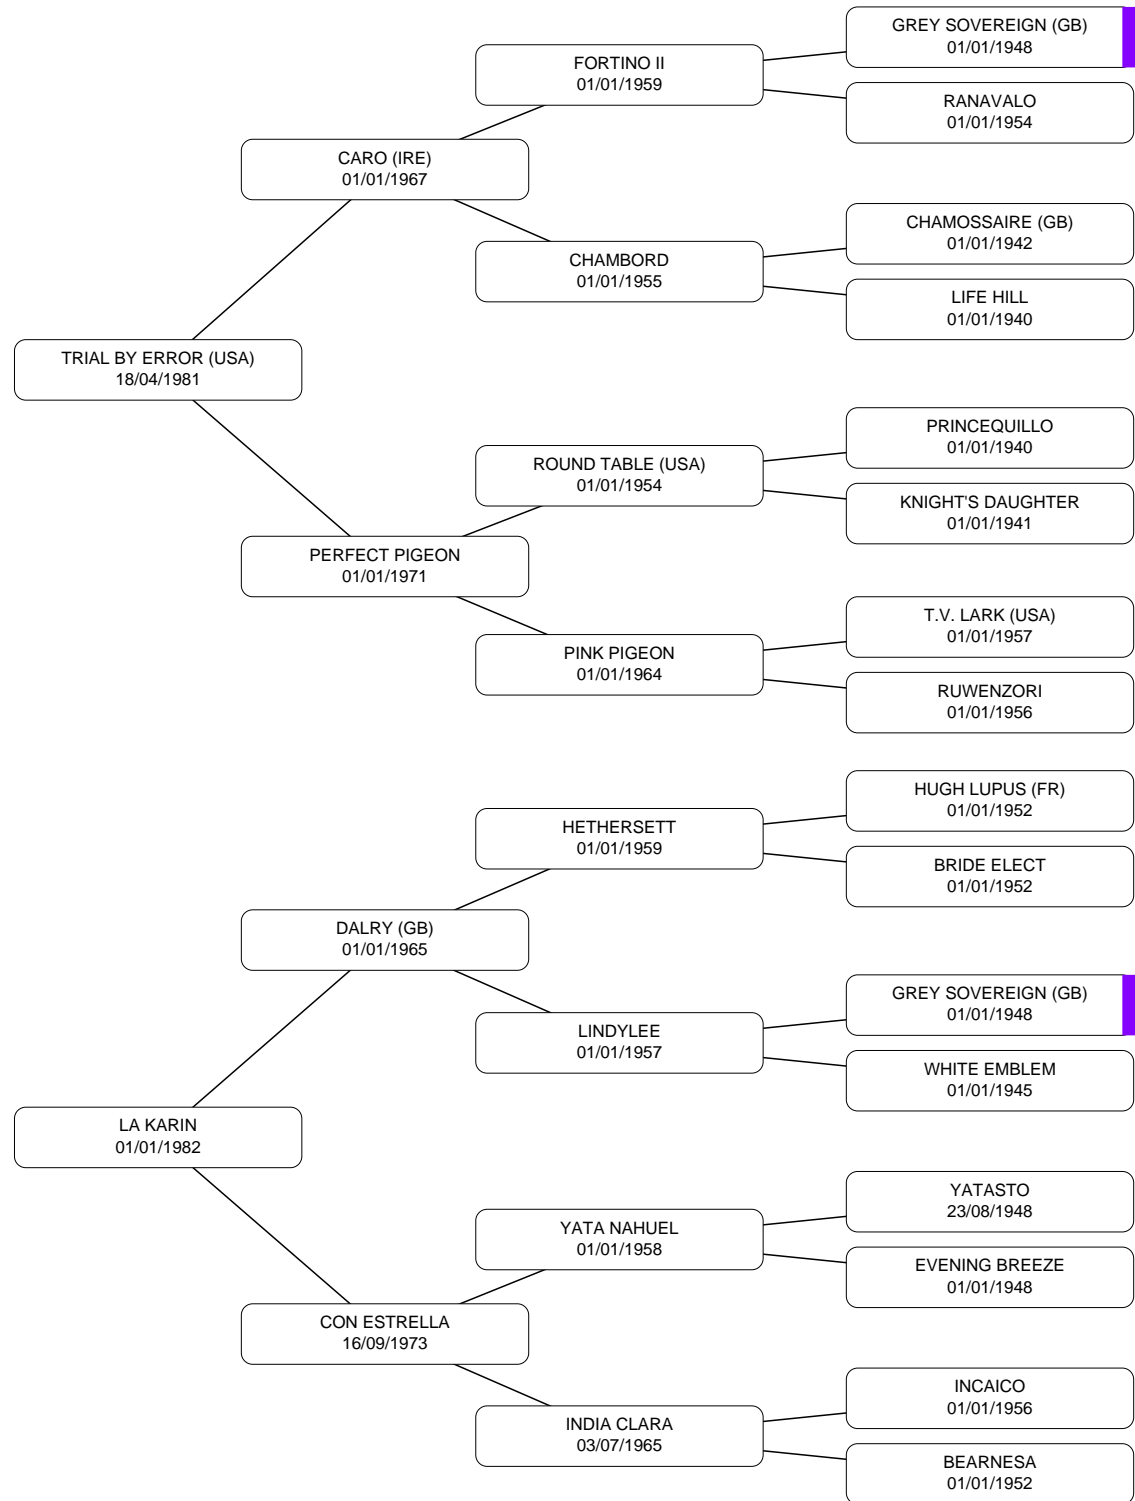 GREY SOVEREIGN (GB)
01/01/1948
FORTINO II
01/01/1959
RANAVALO
01/01/1954
CARO (IRE)
01/01/1967
CHAMOSSAIRE (GB)
01/01/1942
CHAMBORD
01/01/1955
LIFE HILL
01/01/1940
TRIAL BY ERROR (USA)
18/04/1981
PRINCEQUILLO
01/01/1940
ROUND TABLE (USA)
01/01/1954
KNIGHT'S DAUGHTER
01/01/1941
PERFECT PIGEON
01/01/1971
T.V. LARK (USA)
01/01/1957
PINK PIGEON
01/01/1964
RUWENZORI
01/01/1956
HUGH LUPUS (FR)
01/01/1952
HETHERSETT
01/01/1959
BRIDE ELECT
01/01/1952
DALRY (GB)
01/01/1965
GREY SOVEREIGN (GB)
01/01/1948
LINDYLEE
01/01/1957
WHITE EMBLEM
01/01/1945
LA KARIN
01/01/1982
YATASTO
23/08/1948
YATA NAHUEL
01/01/1958
EVENING BREEZE
01/01/1948
CON ESTRELLA
16/09/1973
INCAICO
01/01/1956
INDIA CLARA
03/07/1965
BEARNESA
01/01/1952